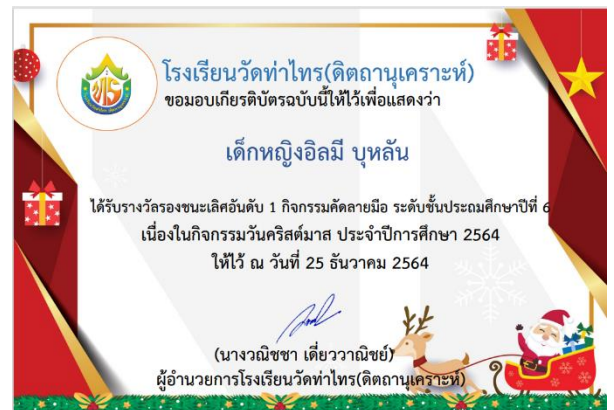 โรงเรียนวัดท่าไทร(ดิตถานุเคราะห์)
ขอมอบเกียรติบัตรฉบับนี้ให้ไว้เพื่อแสดงว่า
เด็กหญิงอิลมี บุหลัน
ได้รับรางวัลรองชนะเลิศอันดับ 1 กิจกรรมคัดลายมือ ระดับชั้นประถมศึกษาปีที่ 6
เนื่องในกิจกรรมวันคริสต์มาส ประจำปีการศึกษา 2564
ให้ไว้ ณ วันที่ 25 ธันวาคม 2564
(นางวณิชชา เดี่ยววาณิชย์)
ผู้อำนวยการโรงเรียนวัดท่าไทร(ดิตถานุเคราะห์)